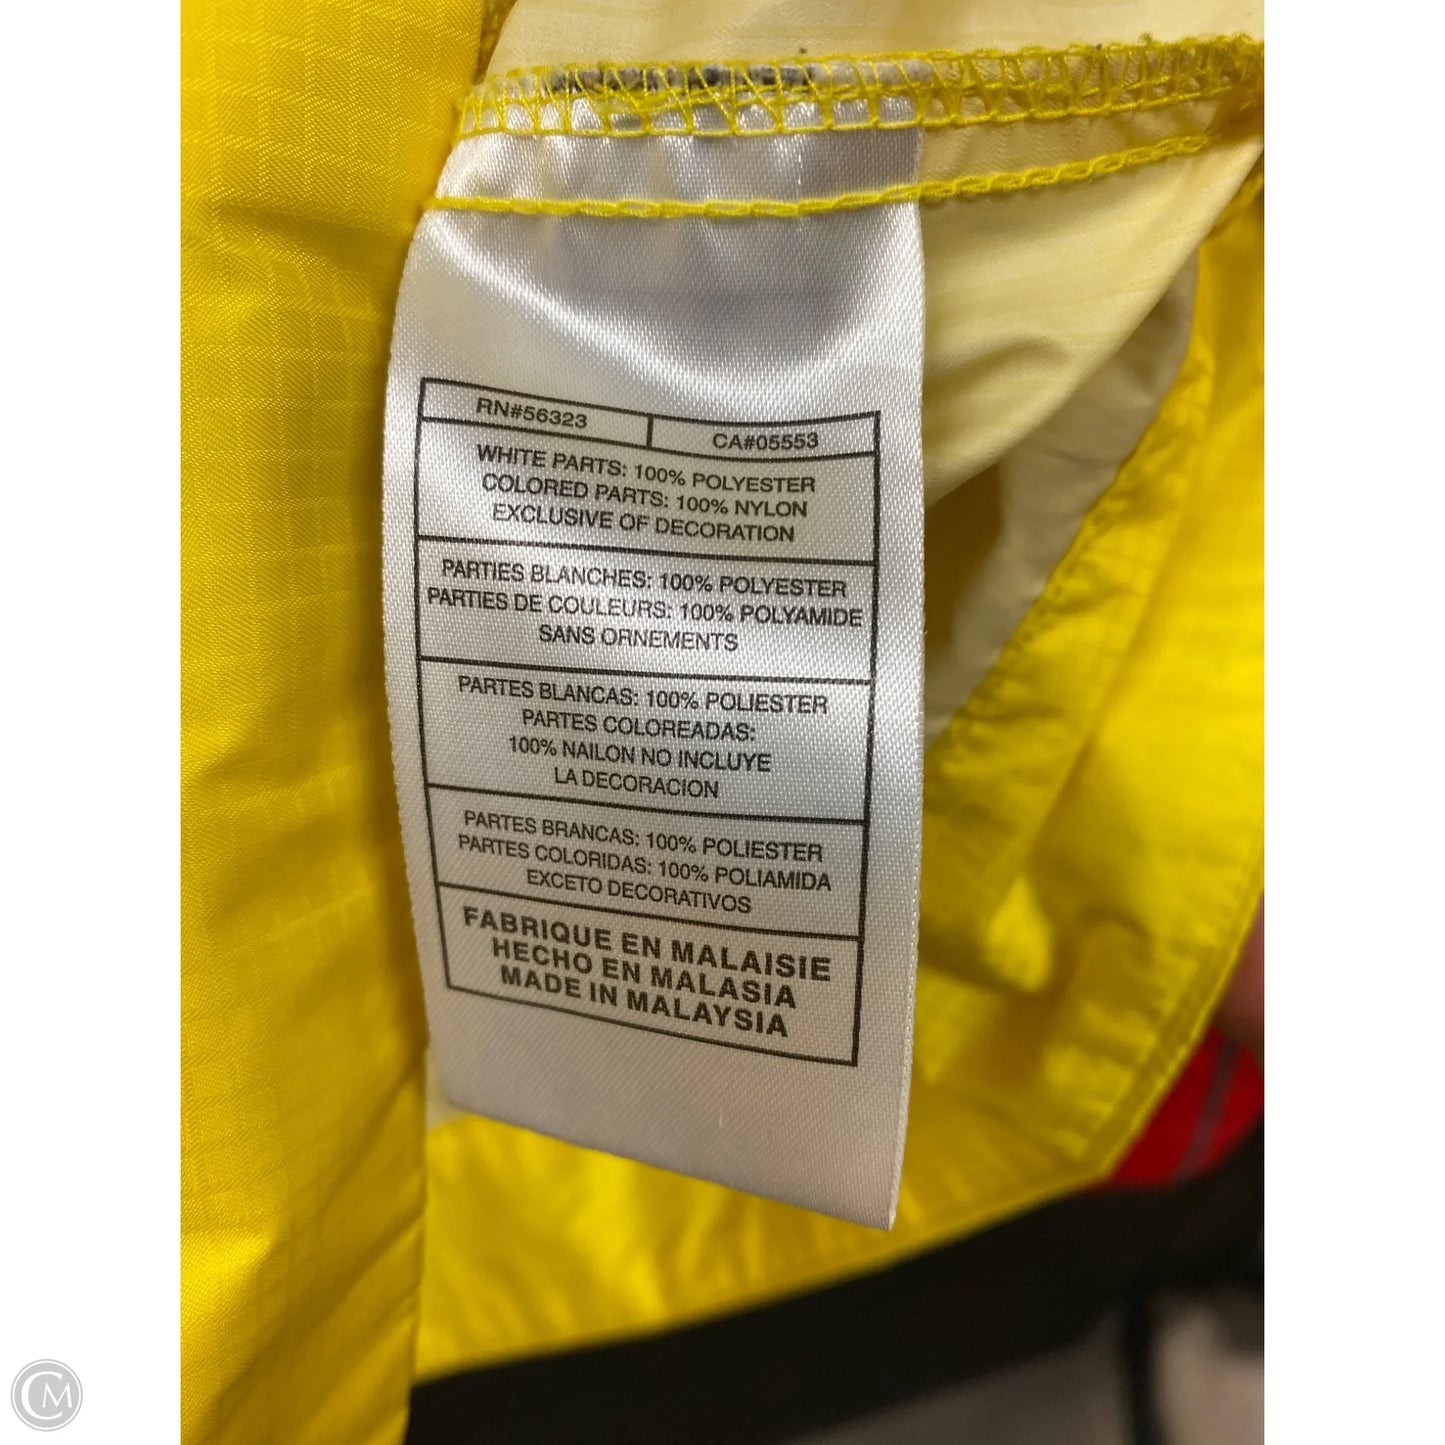 RN#56323
CA#05553
WHITE PARTS: 100% POLYESTER
COLORED PARTS: 100% NYLON
EXCLUSIVE OF DECORATION
PARTIES BLANCHES: 100% POLYESTER
PARTIES DE COULEURS: 100% POLYAMIDE
SANS ORNEMENTS
PARTES BLANCAS: 100% POLIESTER
PARTES COLOREADAS:
100% NAILON NO INCLUYE
LA DECORACION
PARTES BRANCAS: 100% POLIESTER
PARTES COLORIDAS: 100% POLIAMIDA
EXCETO DECORATIVOS
FABRIQUE EN MALAISIE
HECHO EN MALASIA
MADE IN MALAYSIA
CM